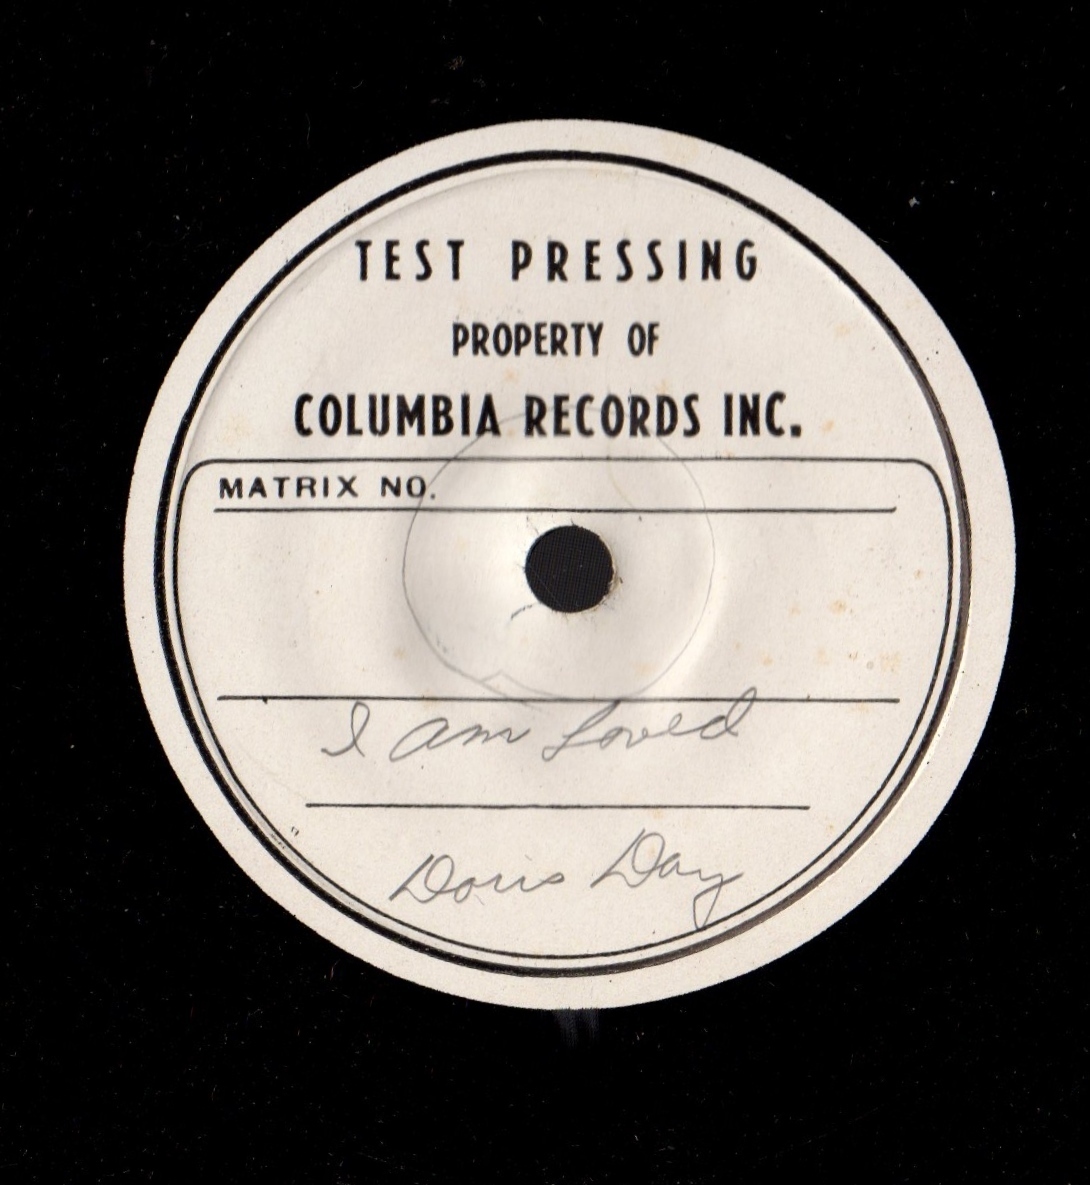 TEST PRESSING
PROPERTY OF
COLUMBIA RECORDS INC.
MATRIX NO.
I am Loved
Doris Day